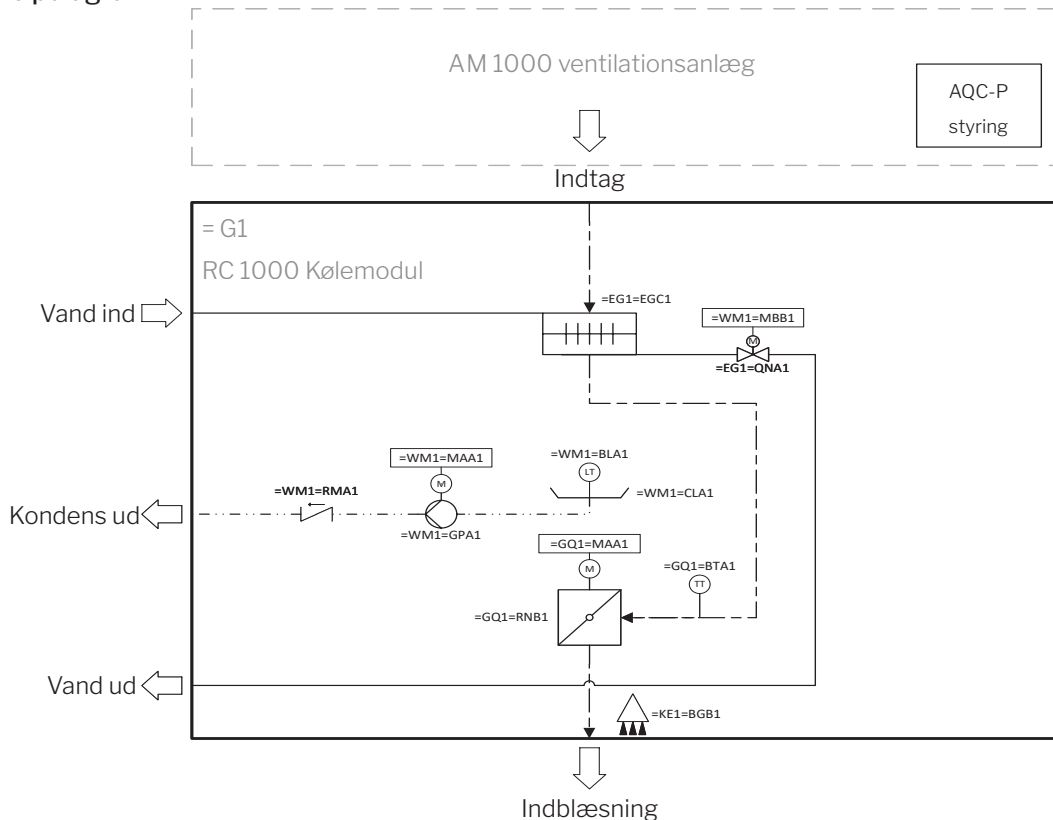 AM 1000 ventilationsanlæg
AQC-P
styring
Indtag
= G1
RC 1000 Kølemodul
=EG1=EGC1
Vand ind
=WM1=MBB1
M
=EG1=QNA1
=WM1=MAA1
=WM1=BLA1
M
LT
=WM1=RMA1
=WM1=CLA1
Kondens ud
=WM1=GPA1
=GQ1=MAA1
=GQ1=BTA1
M
TT
=GQ1=RNB1
Vand ud
=KE1=BGB1
Indblæsning